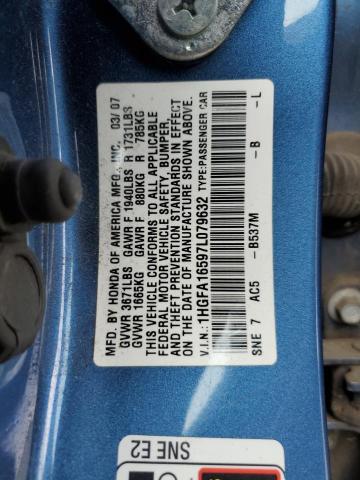 MFD. BY HONDA OF AMERICA MFG., INC. 03/07
GVWR 3671LBS GAWR F 1940LBS R 1731LBS
GVWR 1665KG GAWR F 880KG R 785KG
THIS VEHICLE CONFORMS TO ALL APPLICABLE
FEDERAL MOTOR VEHICLE SAFETY, BUMPER,
AND THEFT PREVENTION STANDARDS IN EFFECT
ON THE DATE OF MANUFACTURE SHOWN ABOVE.
V.I.N.: 1HGFA16597L079632 TYPE:PASSENGER CAR
SNE 7 AC5 -B537M -B -L
SNE E2